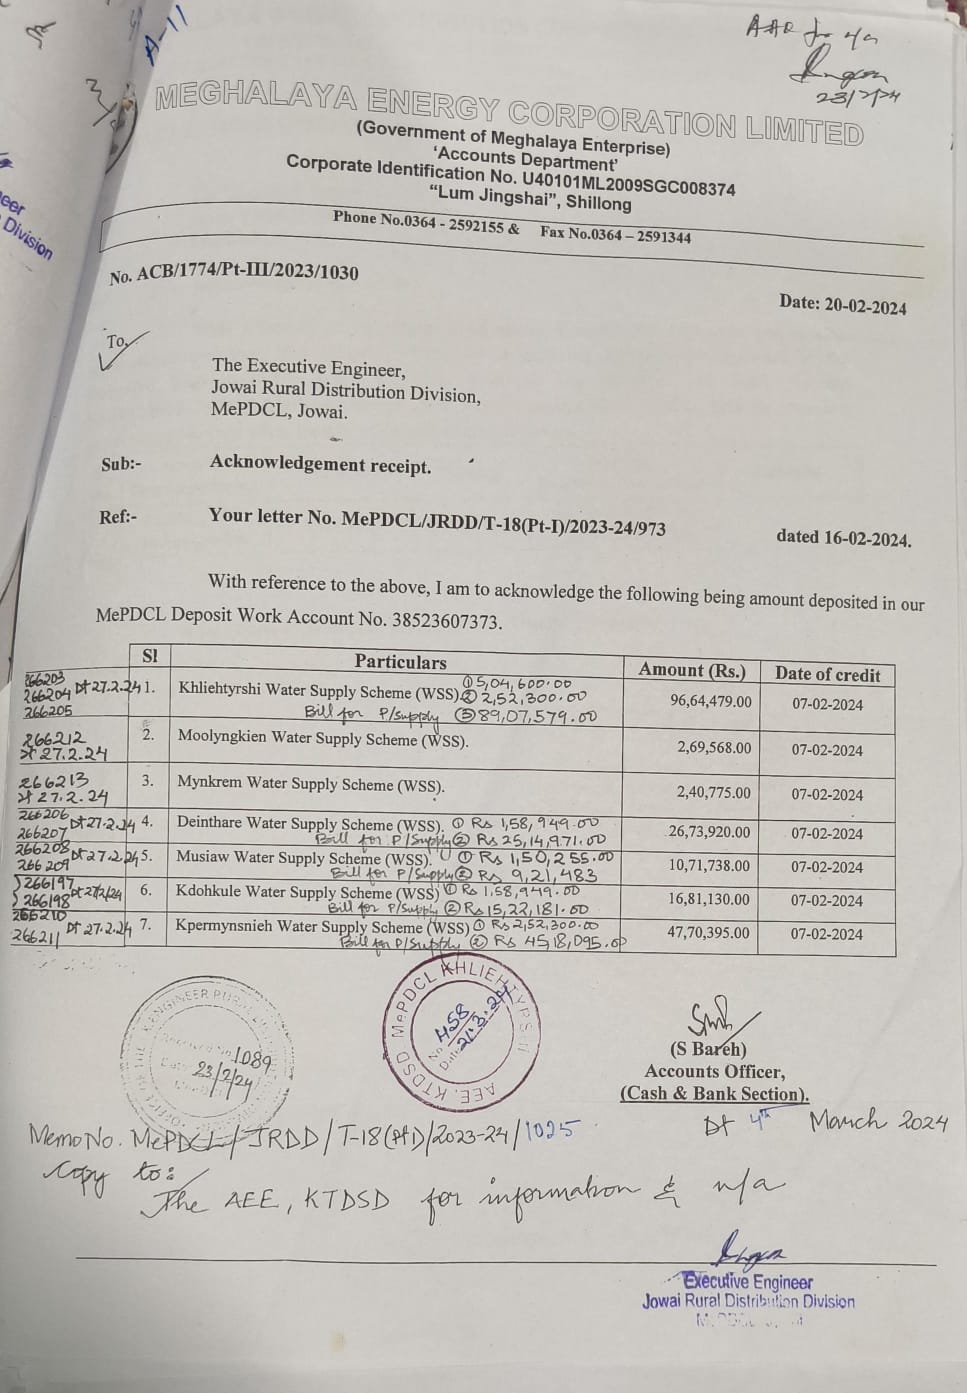 A-11
AAO for n/a
23/2/24
MEGHALAYA ENERGY CORPORATION LIMITED
(Government of Meghalaya Enterprise)
'Accounts Department'
Corporate Identification No. U40101ML2009SGC008374
"Lum Jingshai", Shillong
Phone No.0364 - 2592155 & Fax No.0364 – 2591344
eer
Division
No. ACB/1774/Pt-III/2023/1030
Date: 20-02-2024
To,
The Executive Engineer,
Jowai Rural Distribution Division,
MePDCL, Jowai.
Sub:- Acknowledgement receipt.
Ref:- Your letter No. MePDCL/JRDD/T-18(Pt-I)/2023-24/973 dated 16-02-2024.
With reference to the above, I am to acknowledge the following being amount deposited in our
MePDCL Deposit Work Account No. 38523607373.
Sl Particulars Amount (Rs.) Date of credit
266203
266204 Dt 27.2.24
266205
1. Khliehtyrshi Water Supply Scheme (WSS). 96,64,479.00 07-02-2024
① 5,04,600.00
② 2,52,300.00
Bill for P/Supply ③ 89,07,579.00
266212
Dt 27.2.24
2. Moolyngkien Water Supply Scheme (WSS). 2,69,568.00 07-02-2024
266213
Dt 27.2.24
3. Mynkrem Water Supply Scheme (WSS). 2,40,775.00 07-02-2024
266206
266207 Dt 27.2.24
4. Deinthare Water Supply Scheme (WSS). ① Rs 1,58,949.00 26,73,920.00 07-02-2024
Bill for P/Supply ② Rs 25,14,971.00
266208
266209 Dt 27.2.24
5. Musiaw Water Supply Scheme (WSS). ① Rs 1,50,255.00 10,71,738.00 07-02-2024
Bill for P/Supply ② Rs 9,21,483
266197
266198 Dt 27/2/24
6. Kdohkule Water Supply Scheme (WSS) ① Rs 1,58,949.00 16,81,130.00 07-02-2024
Bill for P/Supply ② Rs 15,22,181.00
266210
266211 Dt 27.2.24
7. Kpermynsnieh Water Supply Scheme (WSS) ① Rs 2,52,300.00 47,70,395.00 07-02-2024
Bill for P/Supply ② Rs 45,18,095.00
1089
23/2/24
MePDCL KHLIEHTYRSHI
No. 458
Date 21.3.24
AEE. KTDSD
(S Bareh)
Accounts Officer,
(Cash & Bank Section).
Dt 4th March 2024
Memo No. MePDCL/JRDD/T-18(Pt I)/2023-24/1025
Copy to:
The AEE, KTDSD for information & n/a
Executive Engineer
Jowai Rural Distribution Division